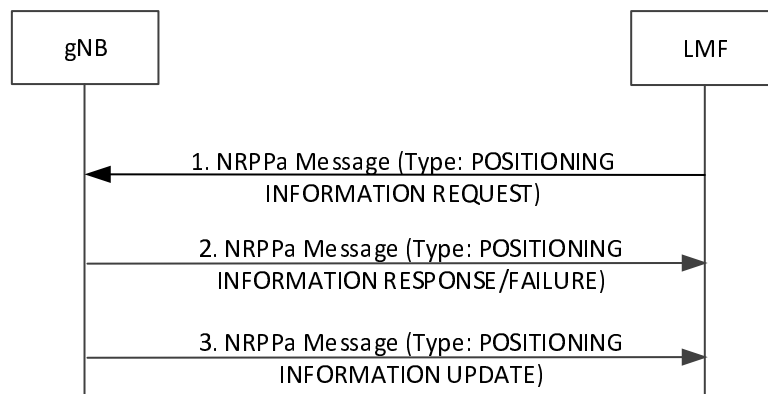 gNB
LMF
1. NRPPa Message (Type: POSITIONING
INFORMATION REQUEST)
2. NRPPa Message (Type: POSITIONING
INFORMATION RESPONSE/FAILURE)
3. NRPPa Message (Type: POSITIONING
INFORMATION UPDATE)